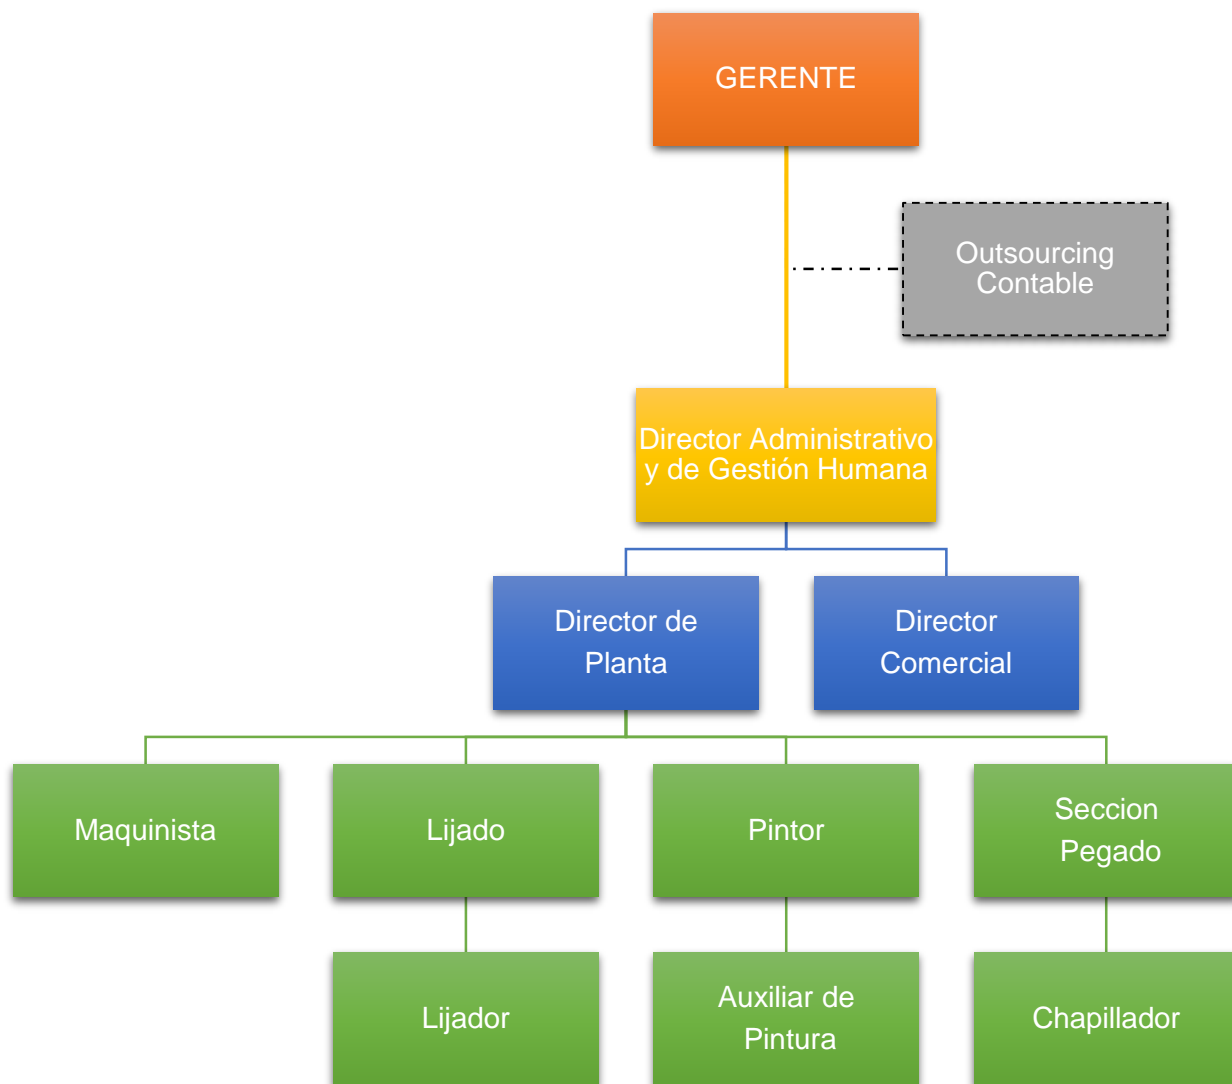 GERENTE
Outsourcing
Contable
Director Administrativo
y de Gestión Humana
Director de
Planta
Director
Comercial
Maquinista
Lijado
Pintor
Seccion
Pegado
Lijador
Auxiliar de
Pintura
Chapillador